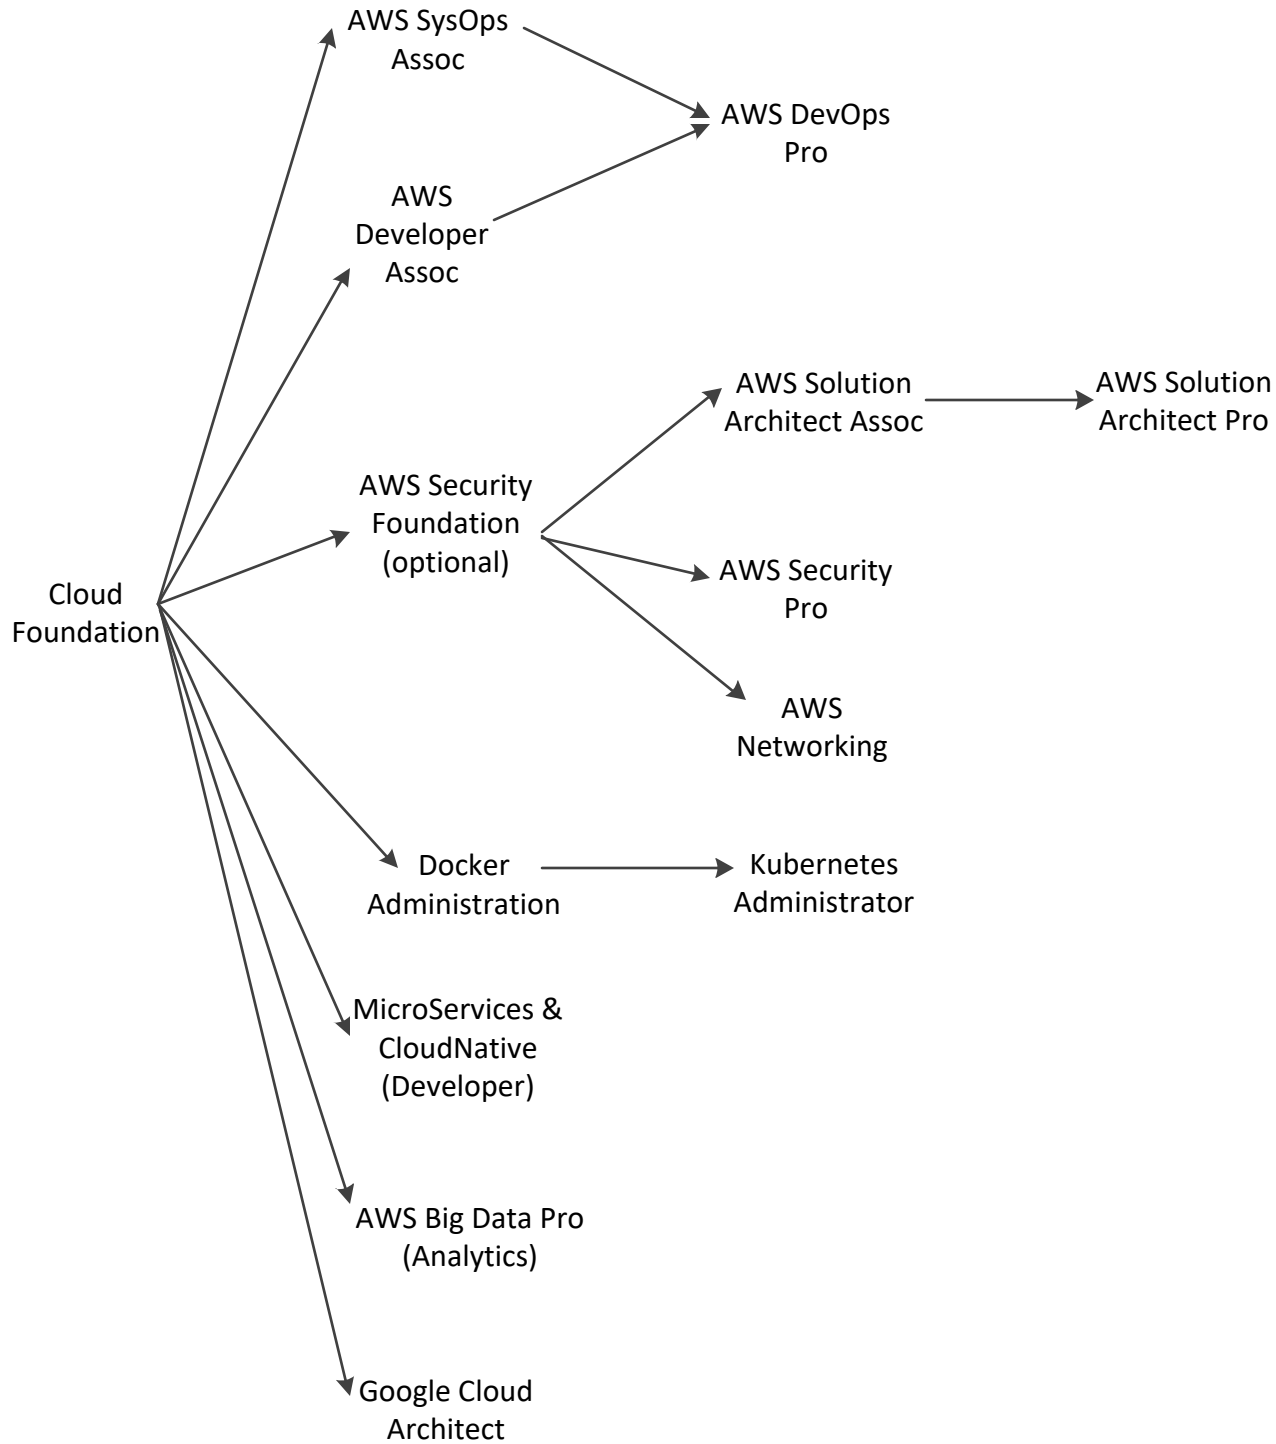 AWS SysOps
Assoc
AWS DevOps
Pro
AWS
Developer
Assoc
AWS Solution
Architect Assoc
AWS Solution
Architect Pro
AWS Security
Foundation
(optional)
AWS Security
Pro
Cloud
Foundation
AWS
Networking
Docker
Administration
Kubernetes
Administrator
MicroServices &
CloudNative
(Developer)
AWS Big Data Pro
(Analytics)
Google Cloud
Architect